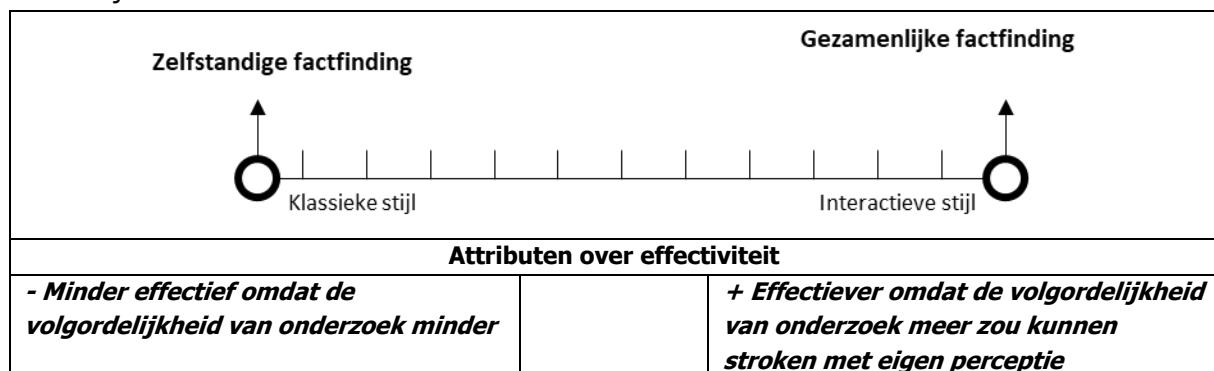 Gezamenlijke factfinding
Zelfstandige factfinding
Klassieke stijl
Interactieve stijl
Attributen over effectiviteit
- Minder effectief omdat de
volgordelijkheid van onderzoek minder
+ Effectiever omdat de volgordelijkheid
van onderzoek meer zou kunnen
stroken met eigen perceptie